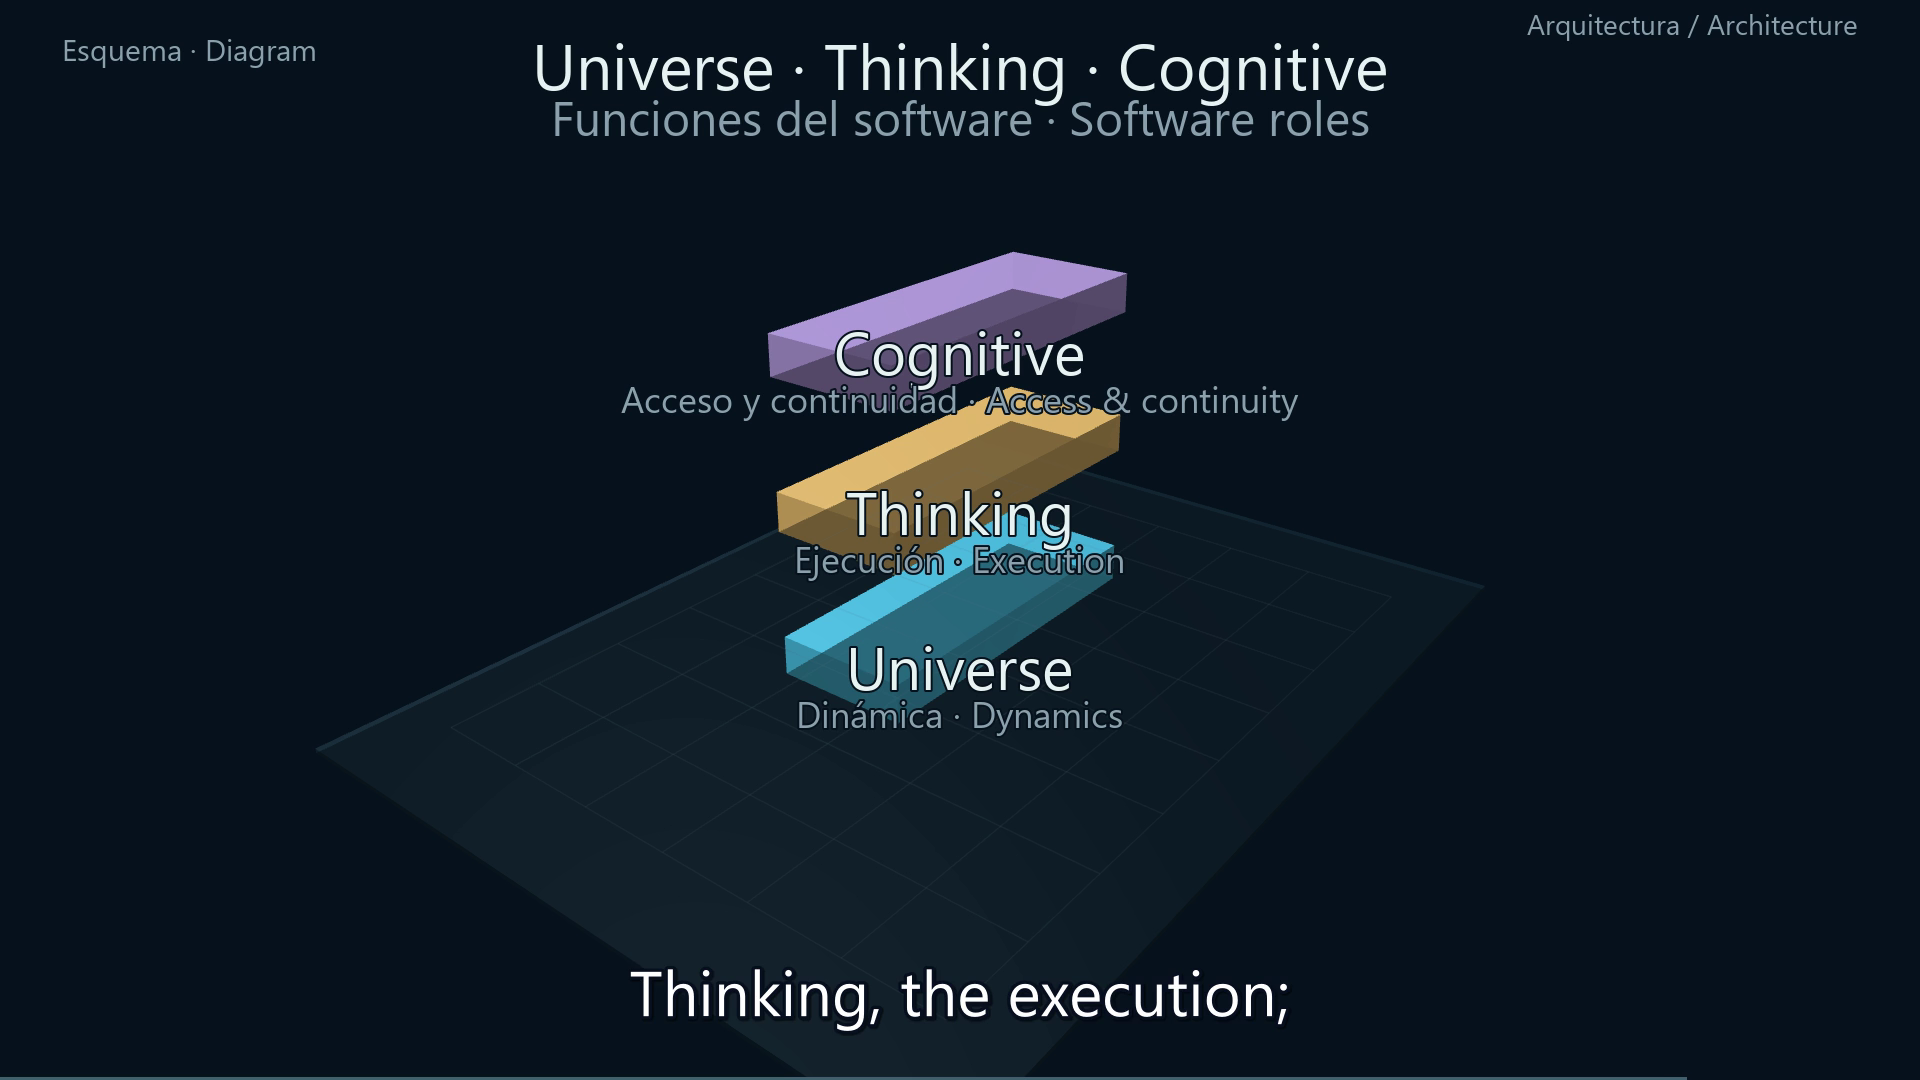 Esquema · Diagram
Arquitectura / Architecture
Universe · Thinking · Cognitive
Funciones del software · Software roles
Cognitive
Acceso y continuidad · Access & continuity
Thinking
Ejecución · Execution
Universe
Dinámica · Dynamics
Thinking, the execution;